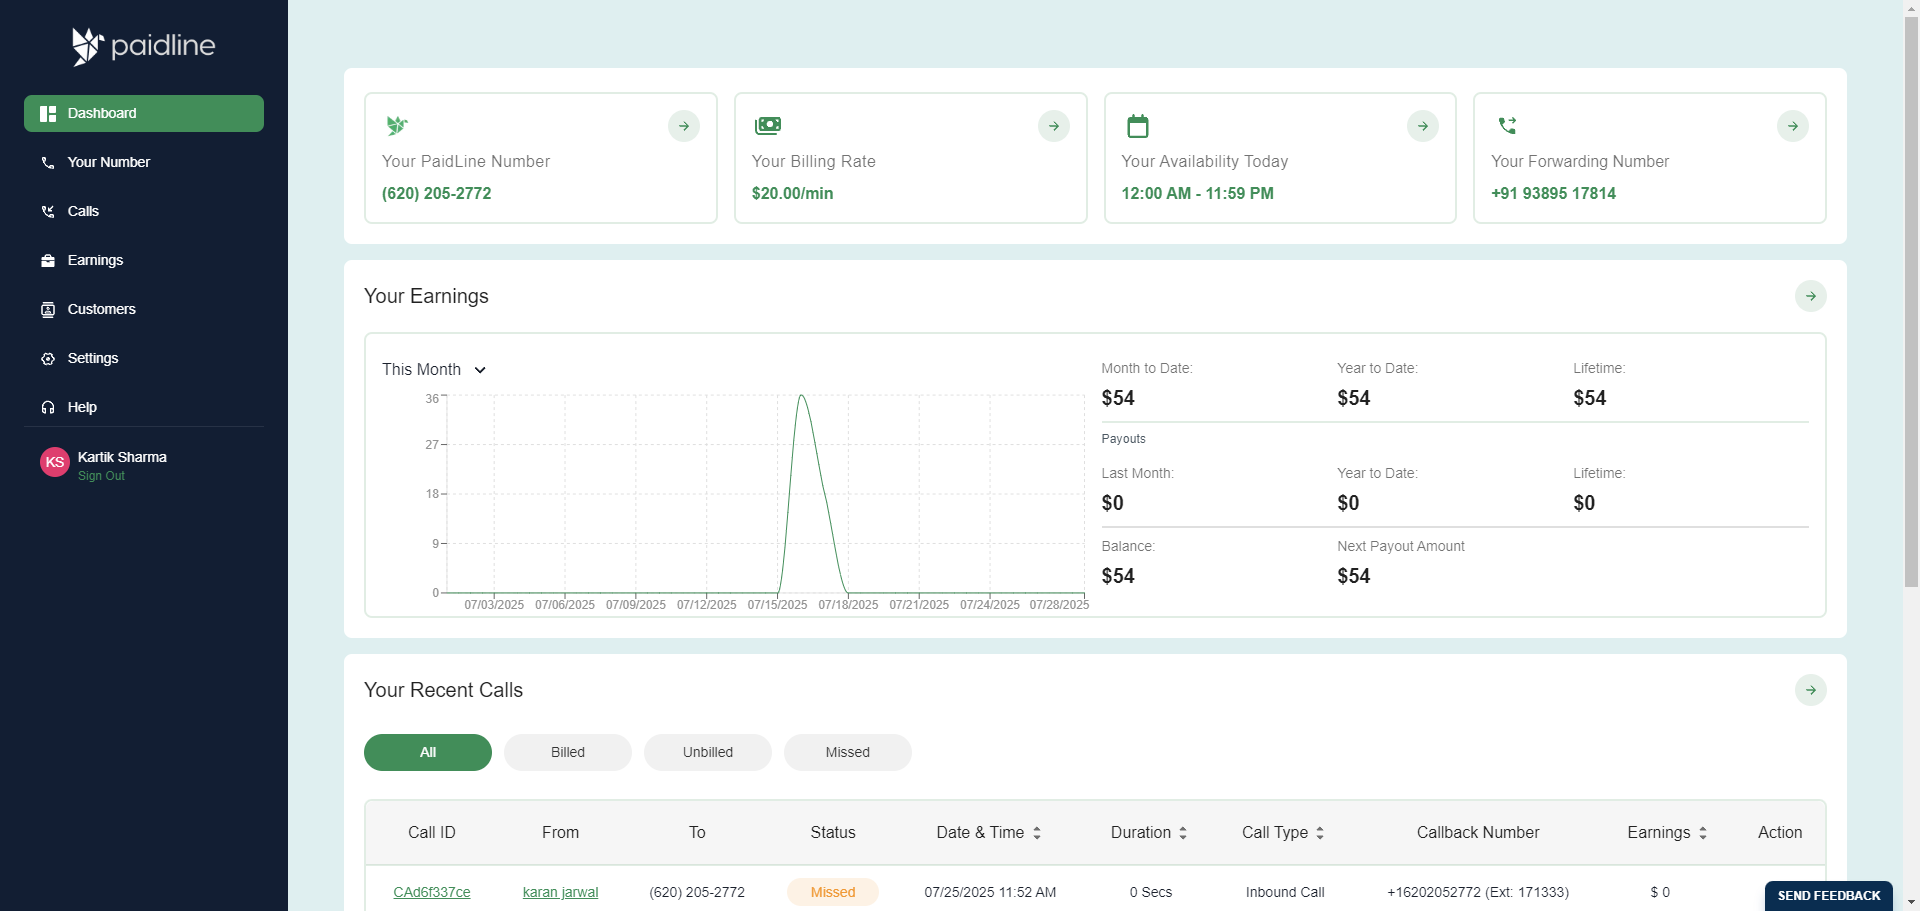 paidline
Dashboard
Your Number
Calls
Earnings
Customers
Settings
Help
KS
Kartik Sharma
Sign Out
Your PaidLine Number
(620) 205-2772
Your Billing Rate
$20.00/min
Your Availability Today
12:00 AM - 11:59 PM
Your Forwarding Number
+91 93895 17814
Your Earnings
This Month
36
27
18
9
0
07/03/2025 07/06/2025 07/09/2025 07/12/2025 07/15/2025 07/18/2025 07/21/2025 07/24/2025 07/28/2025
Month to Date: Year to Date: Lifetime:
$54 $54 $54
Payouts
Last Month: Year to Date: Lifetime:
$0 $0 $0
Balance: Next Payout Amount
$54 $54
Your Recent Calls
All Billed Unbilled Missed
Call ID From To Status Date & Time Duration Call Type Callback Number Earnings Action
CAd6f337ce karan jarwal (620) 205-2772 Missed 07/25/2025 11:52 AM 0 Secs Inbound Call +16202052772 (Ext: 171333) $ 0
SEND FEEDBACK